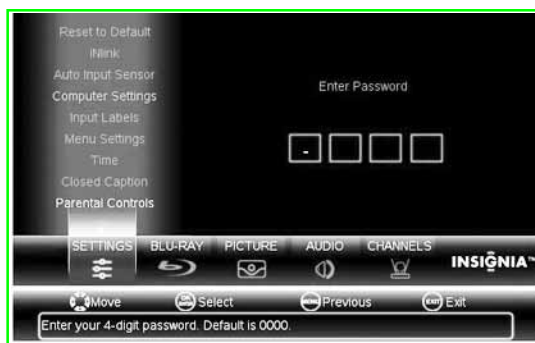 Reset to Default
INlink
Auto Input Sensor
Computer Settings
Input Labels
Menu Settings
Time
Closed Caption
Parental Controls
Enter Password
-
SETTINGS BLU-RAY PICTURE AUDIO CHANNELS
INSIGNIA™
Move Select Previous Exit
Enter your 4-digit password. Default is 0000.